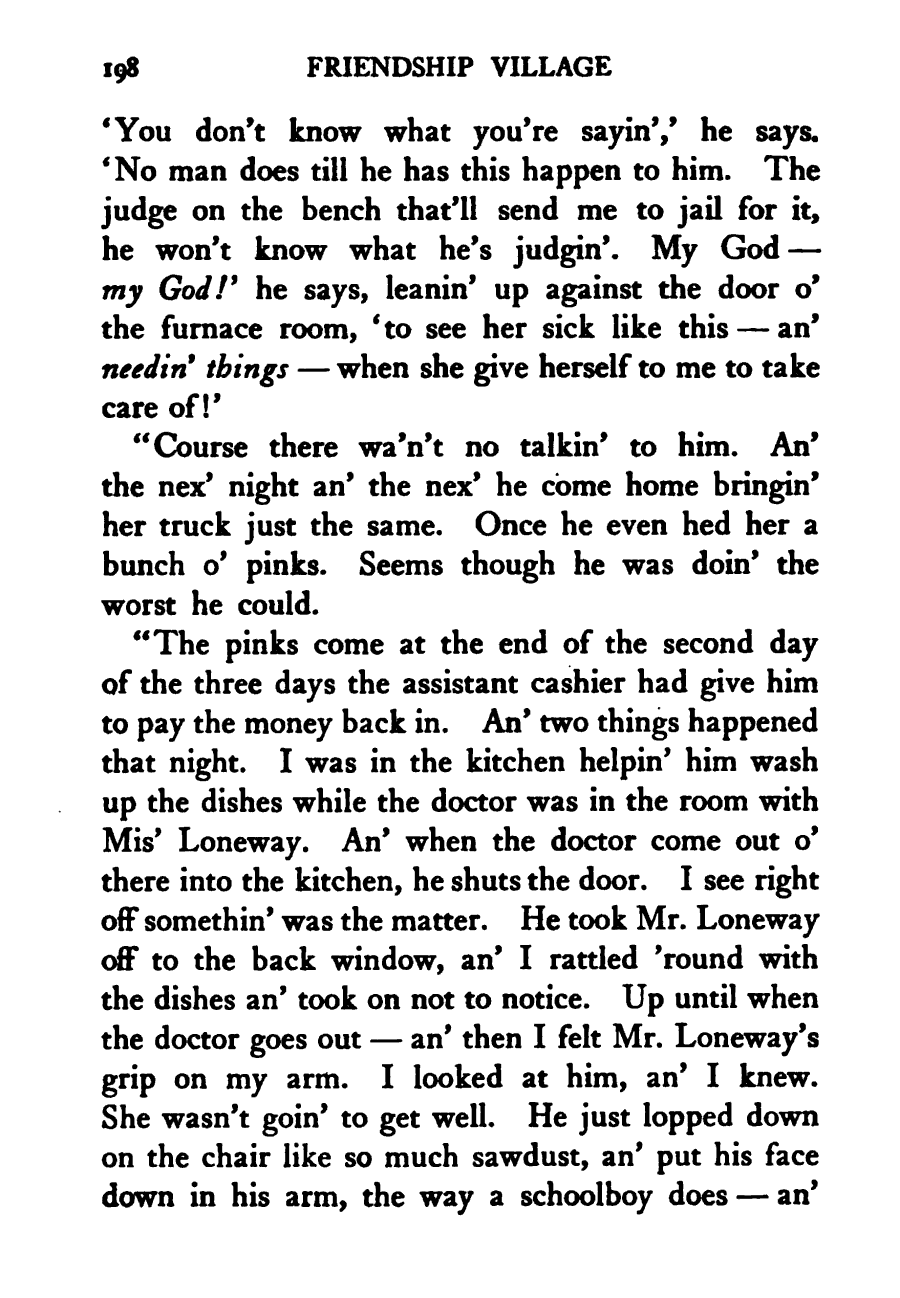 198 FRIENDSHIP VILLAGE
‘You don’t know what you’re sayin’,’ he says.
‘No man does till he has this happen to him. The
judge on the bench that’ll send me to jail for it,
he won’t know what he’s judgin’. My God —
my God!’ he says, leanin’ up against the door o’
the furnace room, ‘to see her sick like this — an’
needin’ things — when she give herself to me to take
care of!’
“Course there wa’n’t no talkin’ to him. An’
the nex’ night an’ the nex’ he come home bringin’
her truck just the same. Once he even hed her a
bunch o’ pinks. Seems though he was doin’ the
worst he could.
“The pinks come at the end of the second day
of the three days the assistant cashier had give him
to pay the money back in. An’ two things happened
that night. I was in the kitchen helpin’ him wash
up the dishes while the doctor was in the room with
Mis’ Loneway. An’ when the doctor come out o’
there into the kitchen, he shuts the door. I see right
off somethin’ was the matter. He took Mr. Loneway
off to the back window, an’ I rattled ’round with
the dishes an’ took on not to notice. Up until when
the doctor goes out — an’ then I felt Mr. Loneway’s
grip on my arm. I looked at him, an’ I knew.
She wasn’t goin’ to get well. He just lopped down
on the chair like so much sawdust, an’ put his face
down in his arm, the way a schoolboy does — an’